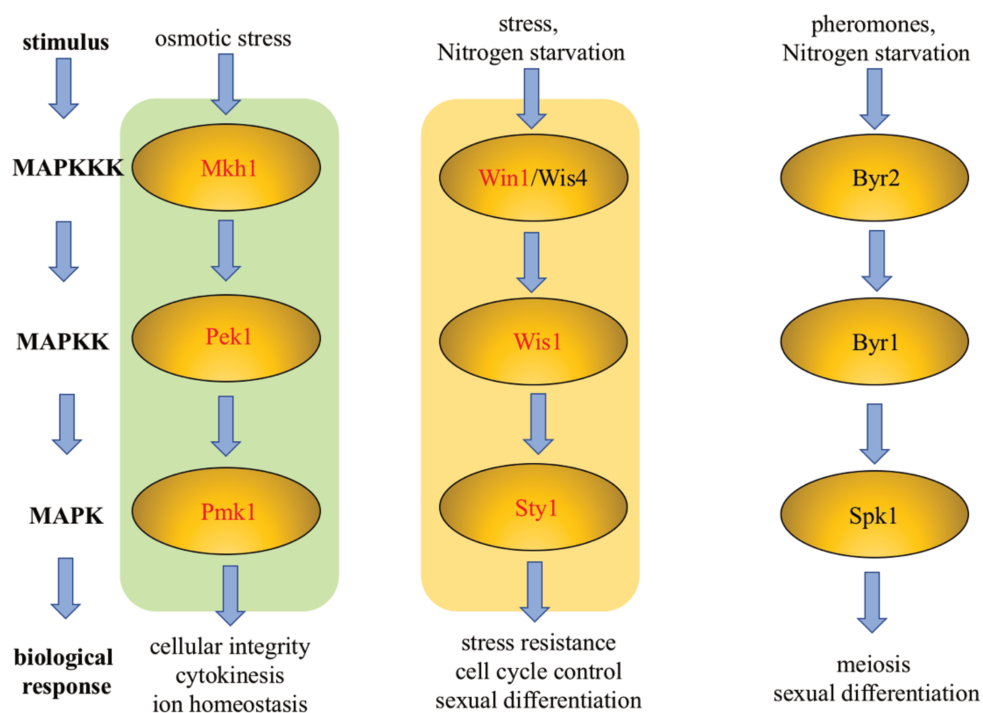 stimulus
osmotic stress
stress,
Nitrogen starvation
pheromones,
Nitrogen starvation
MAPKKK
Mkh1
Win1/Wis4
Byr2
MAPKK
Pek1
Wis1
Byr1
MAPK
Pmk1
Sty1
Spk1
biological
response
cellular integrity
cytokinesis
ion homeostasis
stress resistance
cell cycle control
sexual differentiation
meiosis
sexual differentiation